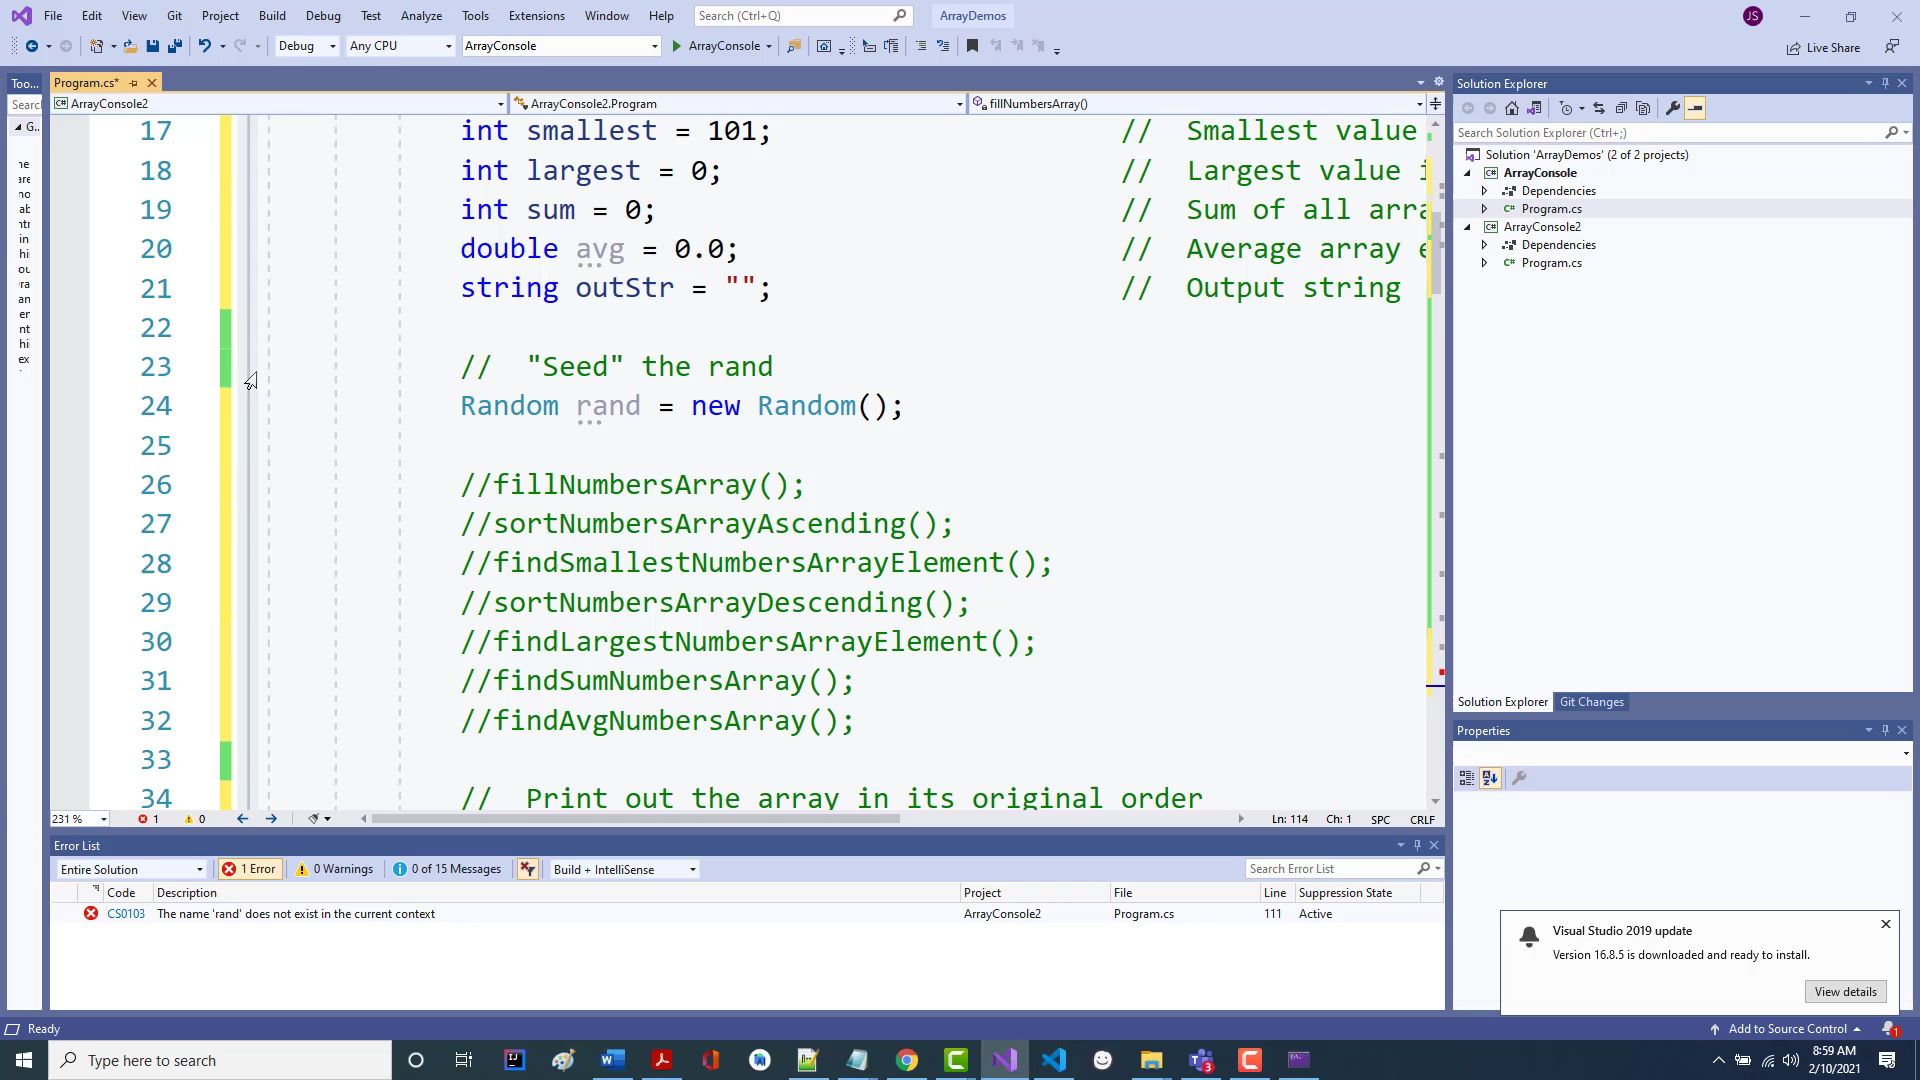 File Edit View Git Project Build Debug Test Analyze Tools Extensions Window Help Search (Ctrl+Q) ArrayDemos JS
Debug Any CPU ArrayConsole ArrayConsole Live Share
Too... Program.cs* Solution Explorer
Searc ArrayConsole2 ArrayConsole2.Program fillNumbersArray()
G.. Search Solution Explorer (Ctrl+;)
17 int smallest = 101; // Smallest value
18 int largest = 0; // Largest value i
19 int sum = 0; // Sum of all arra
20 double avg = 0.0; // Average array e
21 string outStr = ""; // Output string
22
23 // "Seed" the rand
24 Random rand = new Random();
25
26 //fillNumbersArray();
27 //sortNumbersArrayAscending();
28 //findSmallestNumbersArrayElement();
29 //sortNumbersArrayDescending();
30 //findLargestNumbersArrayElement();
31 //findSumNumbersArray();
32 //findAvgNumbersArray();
33
34 // Print out the array in its original order
Solution 'ArrayDemos' (2 of 2 projects)
ArrayConsole
Dependencies
Program.cs
ArrayConsole2
Dependencies
Program.cs
Solution Explorer Git Changes
Properties
231 % 1 0 Ln: 114 Ch: 1 SPC CRLF
Error List
Entire Solution 1 Error 0 Warnings 0 of 15 Messages Build + IntelliSense Search Error List
Code Description Project File Line Suppression State
CS0103 The name 'rand' does not exist in the current context ArrayConsole2 Program.cs 111 Active
Visual Studio 2019 update
Version 16.8.5 is downloaded and ready to install.
View details
Ready Add to Source Control 1
Type here to search 8:59 AM
2/10/2021